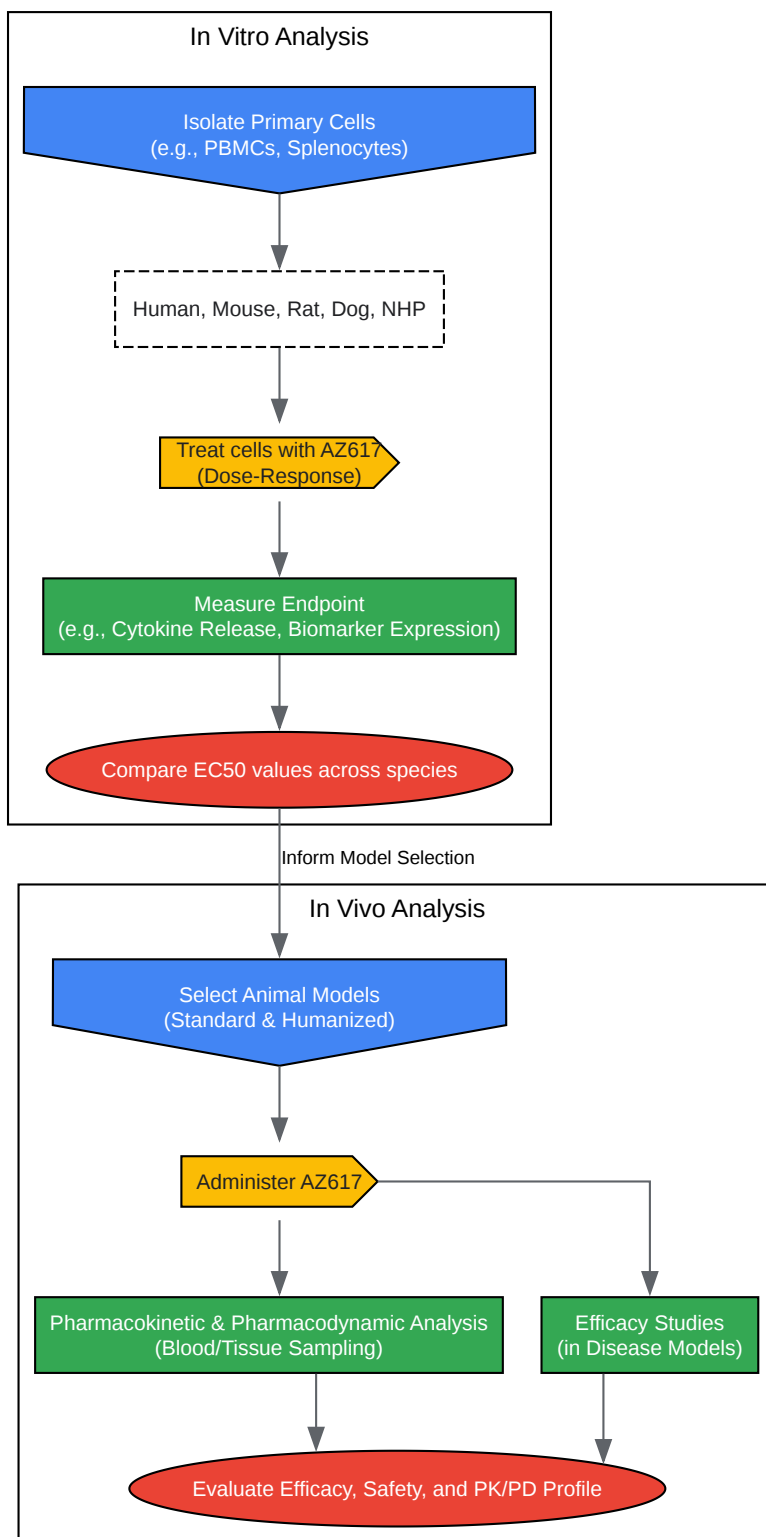 In Vitro Analysis
Isolate Primary Cells
(e.g., PBMCs, Splenocytes)
Human, Mouse, Rat, Dog, NHP
Treat cells with AZ617
(Dose-Response)
Measure Endpoint
(e.g., Cytokine Release, Biomarker Expression)
Compare EC50 values across species
Inform Model Selection
In Vivo Analysis
Select Animal Models
(Standard & Humanized)
Administer AZ617
Pharmacokinetic & Pharmacodynamic Analysis
(Blood/Tissue Sampling)
Efficacy Studies
(in Disease Models)
Evaluate Efficacy, Safety, and PK/PD Profile